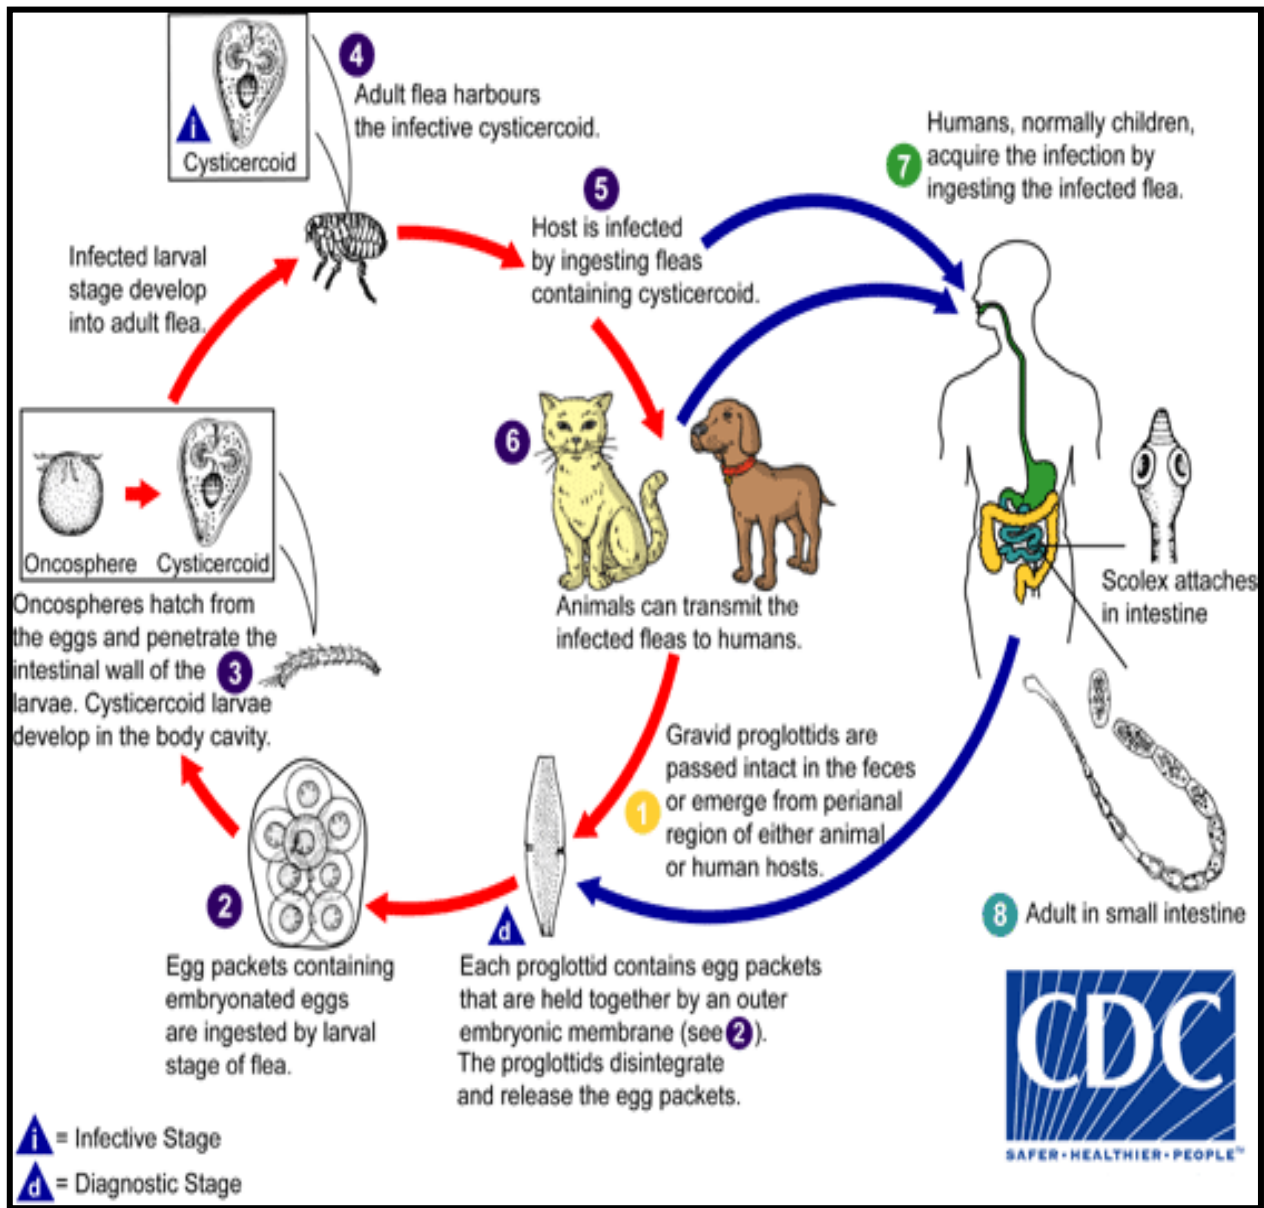 4
Adult flea harbours
the infective cysticercoid.
i
Cysticercoid
5
Host is infected
by ingesting fleas
containing cysticercoid.
7
Humans, normally children,
acquire the infection by
ingesting the infected flea.
Infected larval
stage develop
into adult flea.
6
Animals can transmit the
infected fleas to humans.
Oncosphere
Cysticercoid
Oncospheres hatch from
the eggs and penetrate the
intestinal wall of the
larvae. Cysticercoid larvae
develop in the body cavity.
3
Scolex attaches
in intestine
1
Gravid proglottids are
passed intact in the feces
or emerge from perianal
region of either animal
or human hosts.
2
Egg packets containing
embryonated eggs
are ingested by larval
stage of flea.
d
Each proglottid contains egg packets
that are held together by an outer
embryonic membrane (see 2).
The proglottids disintegrate
and release the egg packets.
8 Adult in small intestine
CDC
SAFER•HEALTHIER•PEOPLE™
i = Infective Stage
d = Diagnostic Stage